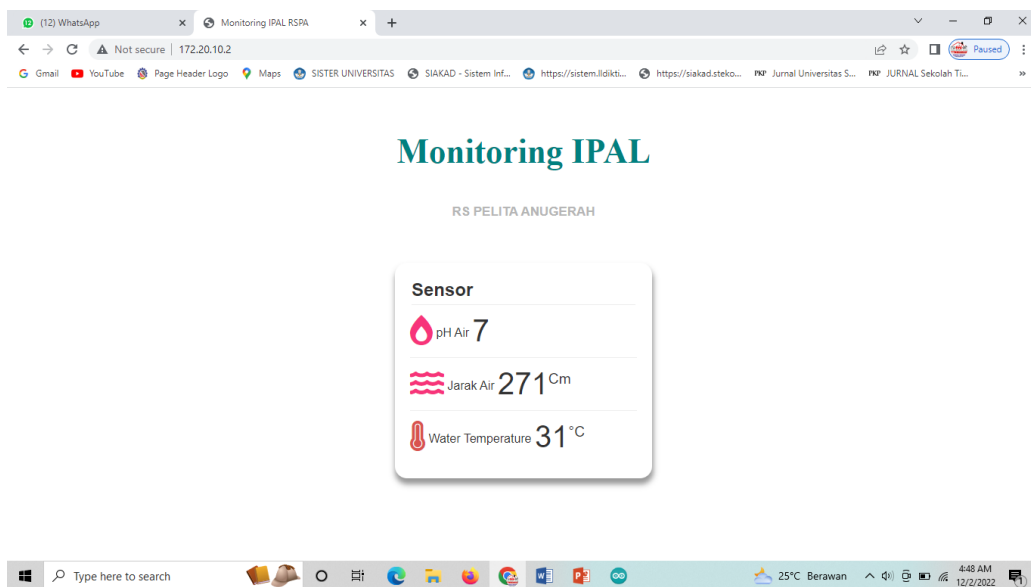 (12) WhatsApp
Monitoring IPAL RSPA
Not secure | 172.20.10.2
Paused
Gmail YouTube Page Header Logo Maps SISTER UNIVERSITAS SIAKAD - Sistem Inf... https://sistem.lldikti... https://siakad.steko... PKP Jurnal Universitas S... PKP JURNAL Sekolah Ti... »
Monitoring IPAL
RS PELITA ANUGERAH
Sensor
pH Air 7
Jarak Air 271 Cm
Water Temperature 31 °C
Type here to search
25°C Berawan
4:48 AM
12/2/2022